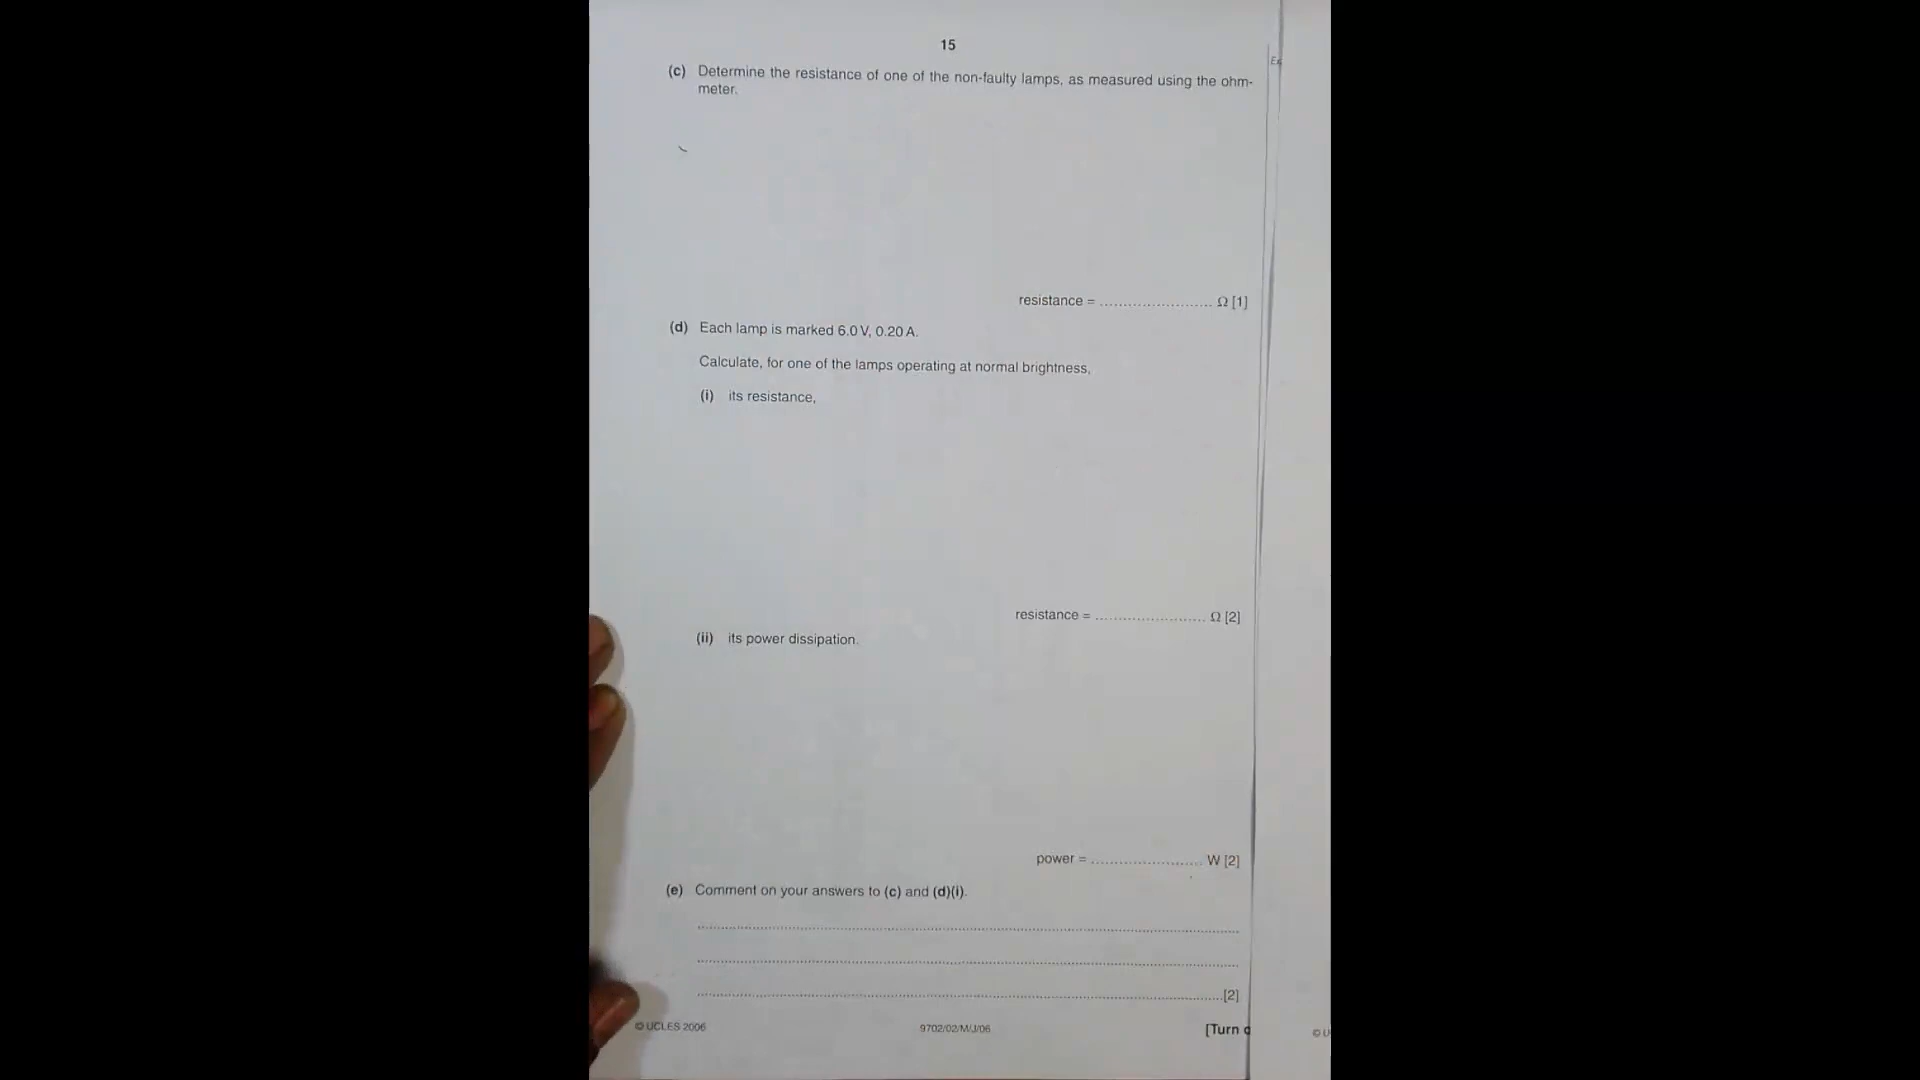 15
(c) Determine the resistance of one of the non-faulty lamps, as measured using the ohm-
meter.
resistance = ........................ Ω [1]
(d) Each lamp is marked 6.0 V, 0.20 A.
Calculate, for one of the lamps operating at normal brightness,
(i) its resistance,
resistance = ........................ Ω [2]
(ii) its power dissipation.
power = ........................ W [2]
(e) Comment on your answers to (c) and (d)(i).
[2]
© UCLES 2006
9702/02/M/J/06
[Turn